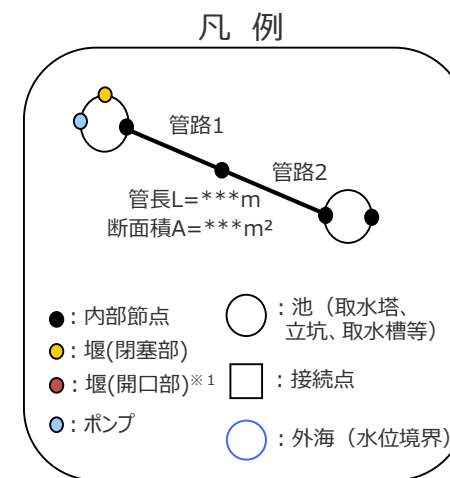 凡 例
管路1
管路2
管長L=***m
断面積A=***m²
: 内部節点
: 堰(閉塞部)
: 堰(開口部)※1
: ポンプ
: 池（取水塔、
立坑、取水槽等）
: 接続点
: 外海（水位境界）